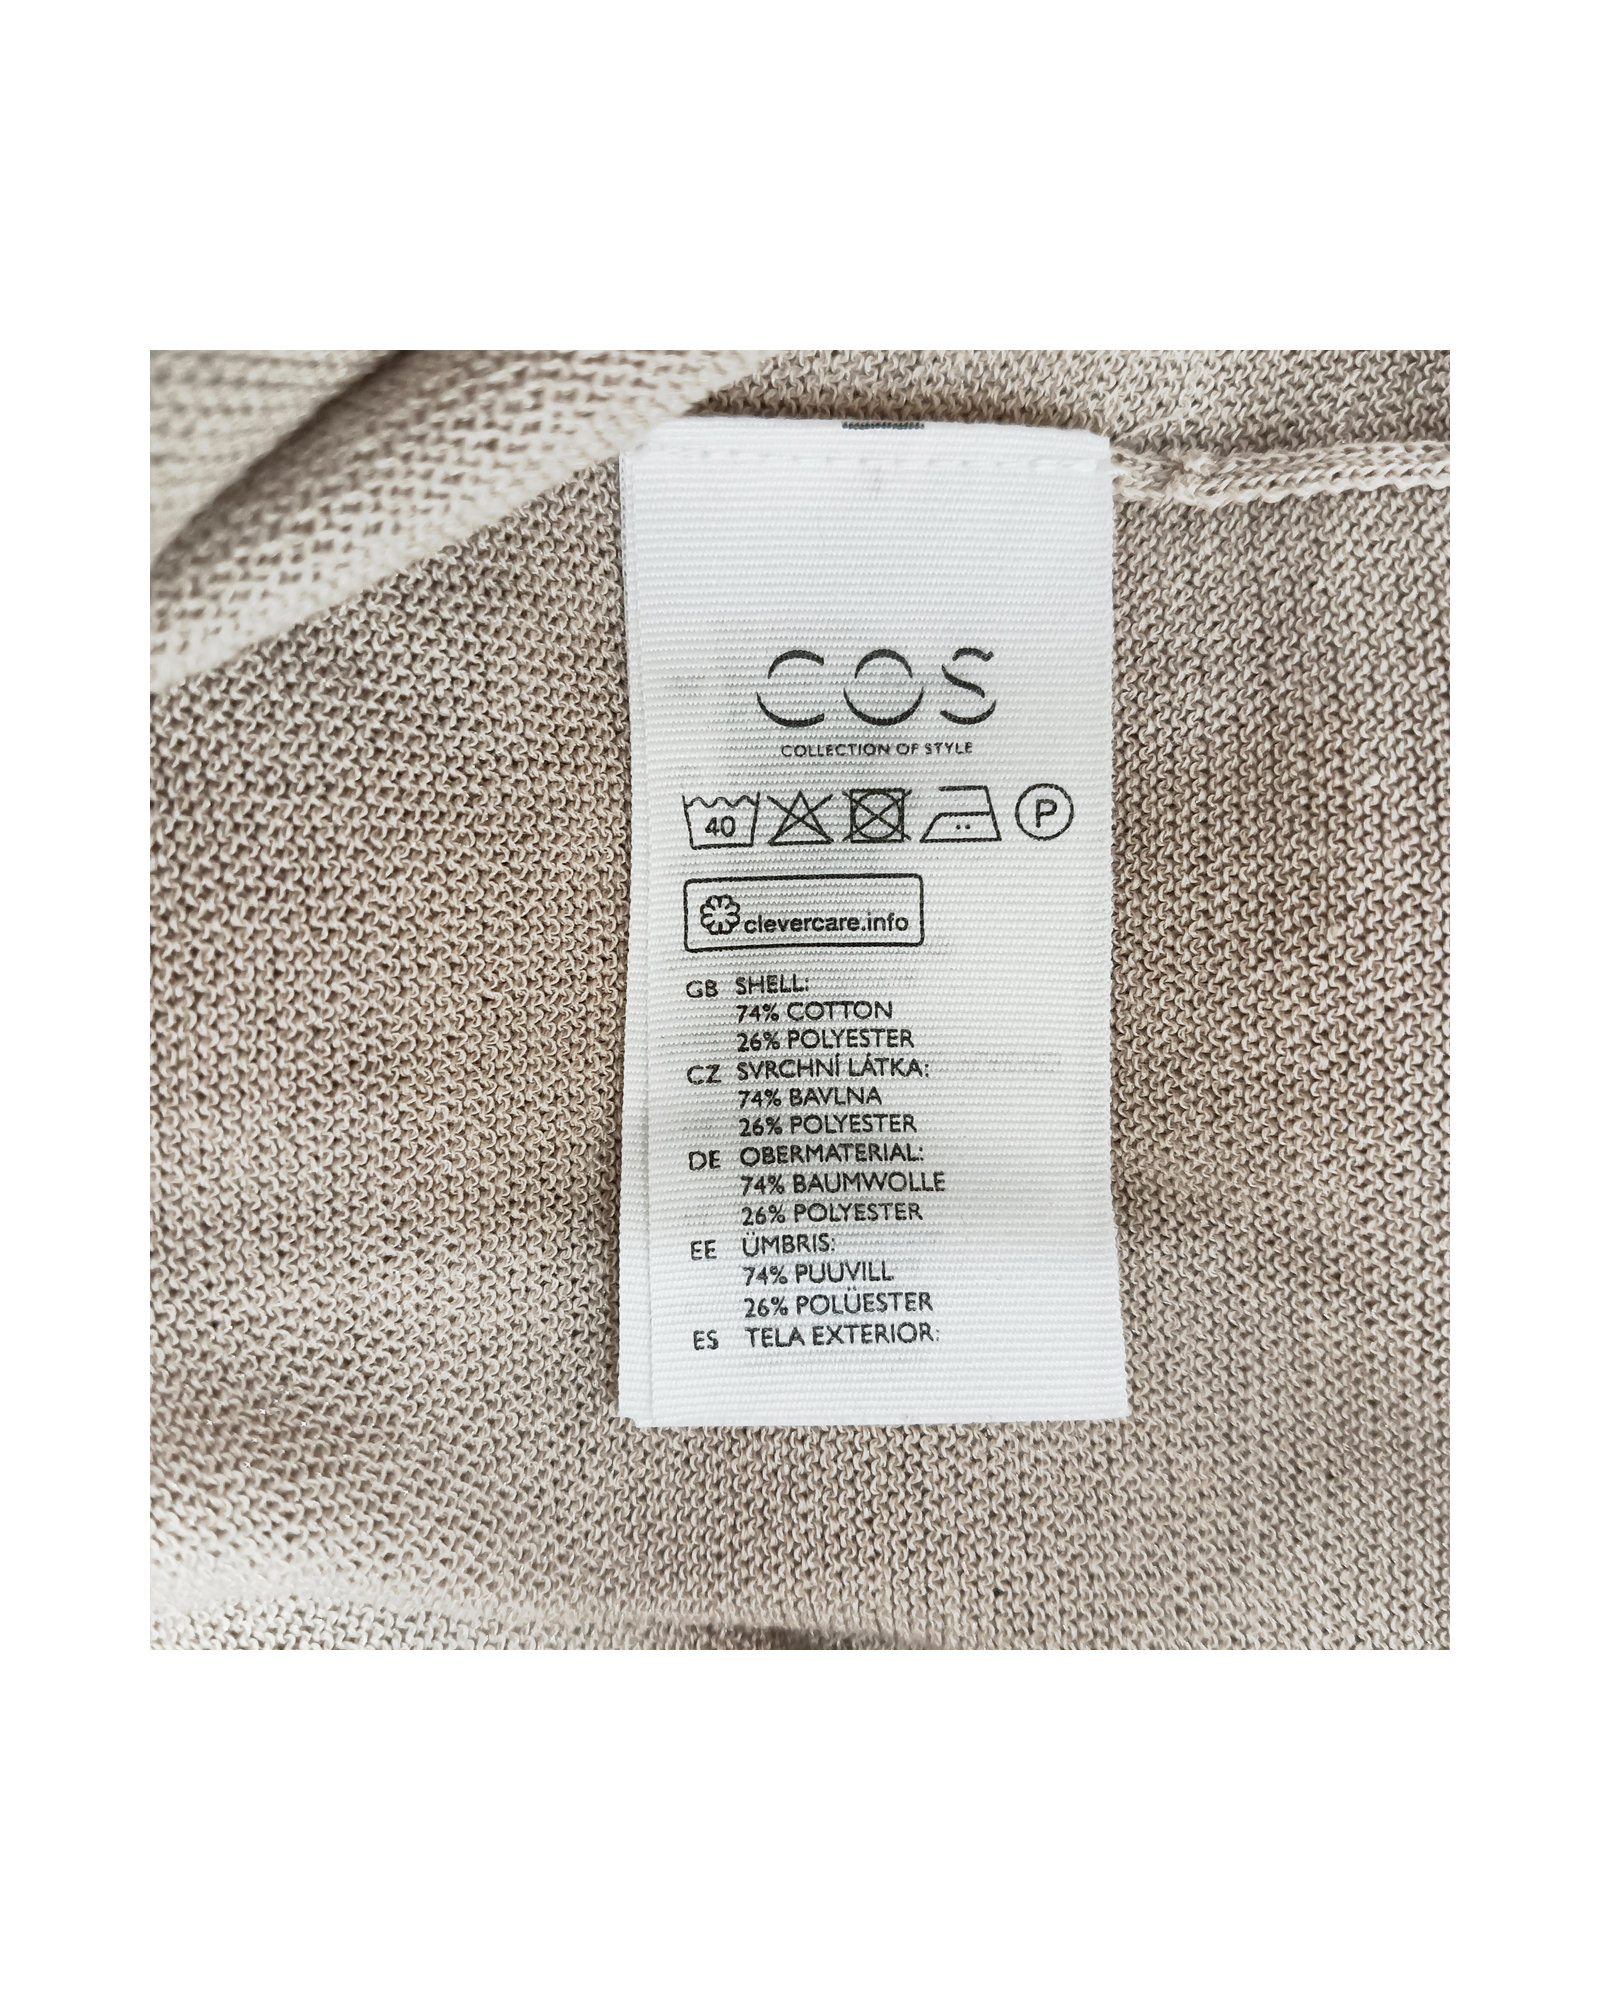 COS
COLLECTION OF STYLE
40 P
clevercare.info
GB SHELL:
74% COTTON
26% POLYESTER
CZ SVRCHNÍ LÁTKA:
74% BAVLNA
26% POLYESTER
DE OBERMATERIAL:
74% BAUMWOLLE
26% POLYESTER
EE ÜMBRIS:
74% PUUVILL
26% POLÜESTER
ES TELA EXTERIOR: